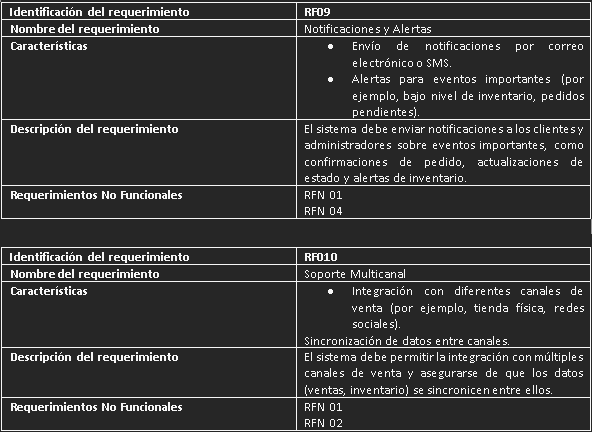 Identificación del requerimiento RF09
Nombre del requerimiento Notificaciones y Alertas
Características ● Envío de notificaciones por correo
electrónico o SMS.
● Alertas para eventos importantes (por
ejemplo, bajo nivel de inventario, pedidos
pendientes).
Descripción del requerimiento El sistema debe enviar notificaciones a los clientes y
administradores sobre eventos importantes, como
confirmaciones de pedido, actualizaciones de
estado y alertas de inventario.
Requerimientos No Funcionales RFN 01
RFN 04
Identificación del requerimiento RF010
Nombre del requerimiento Soporte Multicanal
Características ● Integración con diferentes canales de
venta (por ejemplo, tienda física, redes
sociales).
Sincronización de datos entre canales.
Descripción del requerimiento El sistema debe permitir la integración con múltiples
canales de venta y asegurarse de que los datos
(ventas, inventario) se sincronicen entre ellos.
Requerimientos No Funcionales RFN 01
RFN 02